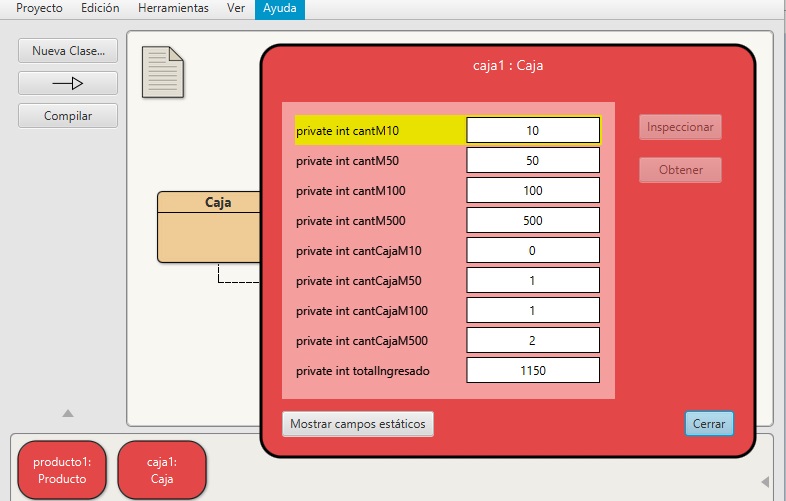 Proyecto Edición Herramientas Ver Ayuda
Nueva Clase...
Compilar
Caja
caja1 : Caja
private int cantM10 10
private int cantM50 50
private int cantM100 100
private int cantM500 500
private int cantCajaM10 0
private int cantCajaM50 1
private int cantCajaM100 1
private int cantCajaM500 2
private int totalIngresado 1150
Inspeccionar
Obtener
Mostrar campos estáticos
Cerrar
producto1:
Producto
caja1:
Caja